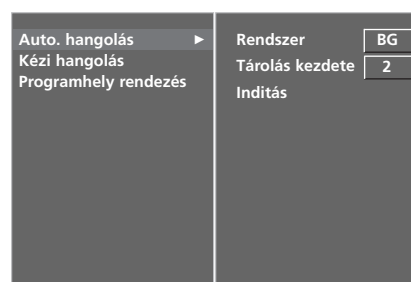 Auto. hangolás ►
Kézi hangolás
Programhely rendezés
Rendszer BG
Tárolás kezdete 2
Inditás